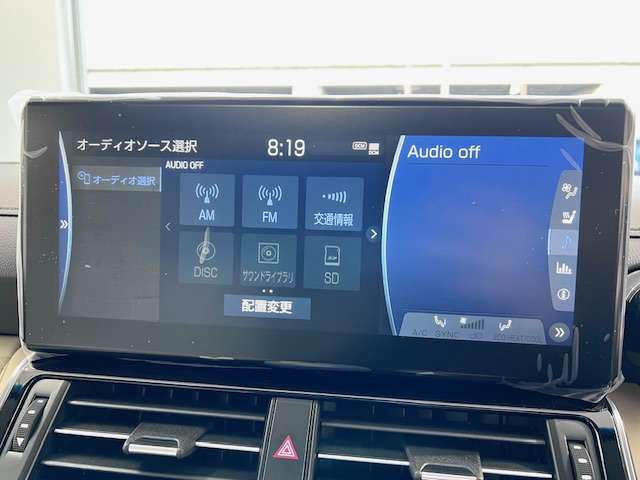 オーディオソース選択
8:19
DCM
Audio off
AUDIO OFF
オーディオ選択
AM
FM
交通情報
DISC
サウンドライブラリ
SD
配置変更
A/C
SYNC